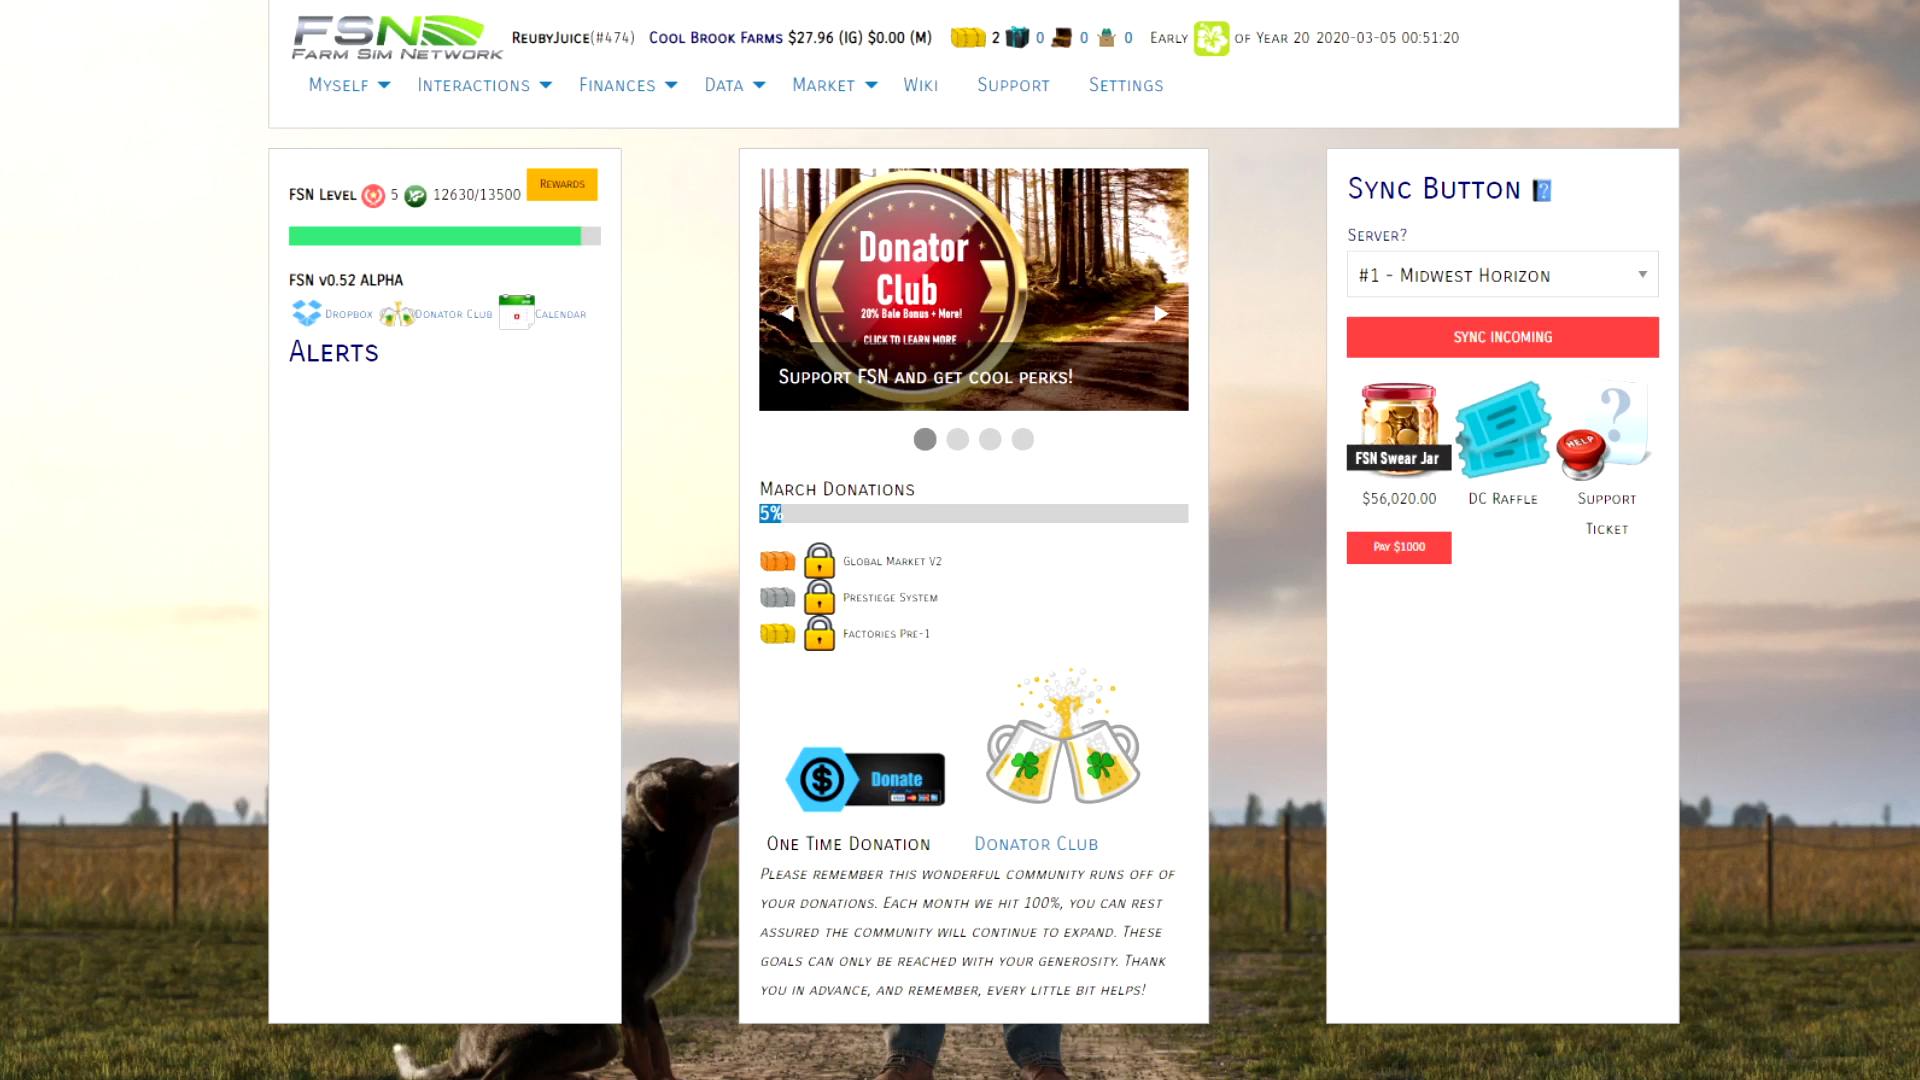 FSN
Farm Sim Network
ReubyJuice(#474) Cool Brook Farms $27.96 (IG) $0.00 (M) 2 0 0 0 Early of Year 20 2020-03-05 00:51:20
Myself Interactions Finances Data Market Wiki Support Settings
FSN Level 5 XP 12630/13500 Rewards
FSN v0.52 ALPHA
Dropbox Donator Club Calendar
Alerts
Donator
Club
20% Bale Bonus + More!
CLICK TO LEARN MORE
Support FSN and get cool perks!
March Donations
5%
Global Market V2
Prestiege System
Factories Pre-1
Donate
One Time Donation Donator Club
Please remember this wonderful community runs off of
your donations. Each month we hit 100%, you can rest
assured the community will continue to expand. These
goals can only be reached with your generosity. Thank
you in advance, and remember, every little bit helps!
Sync Button
Server?
#1 - Midwest Horizon
SYNC INCOMING
HELP
FSN Swear Jar
$56,020.00 DC Raffle Support
Ticket
Pay $1000